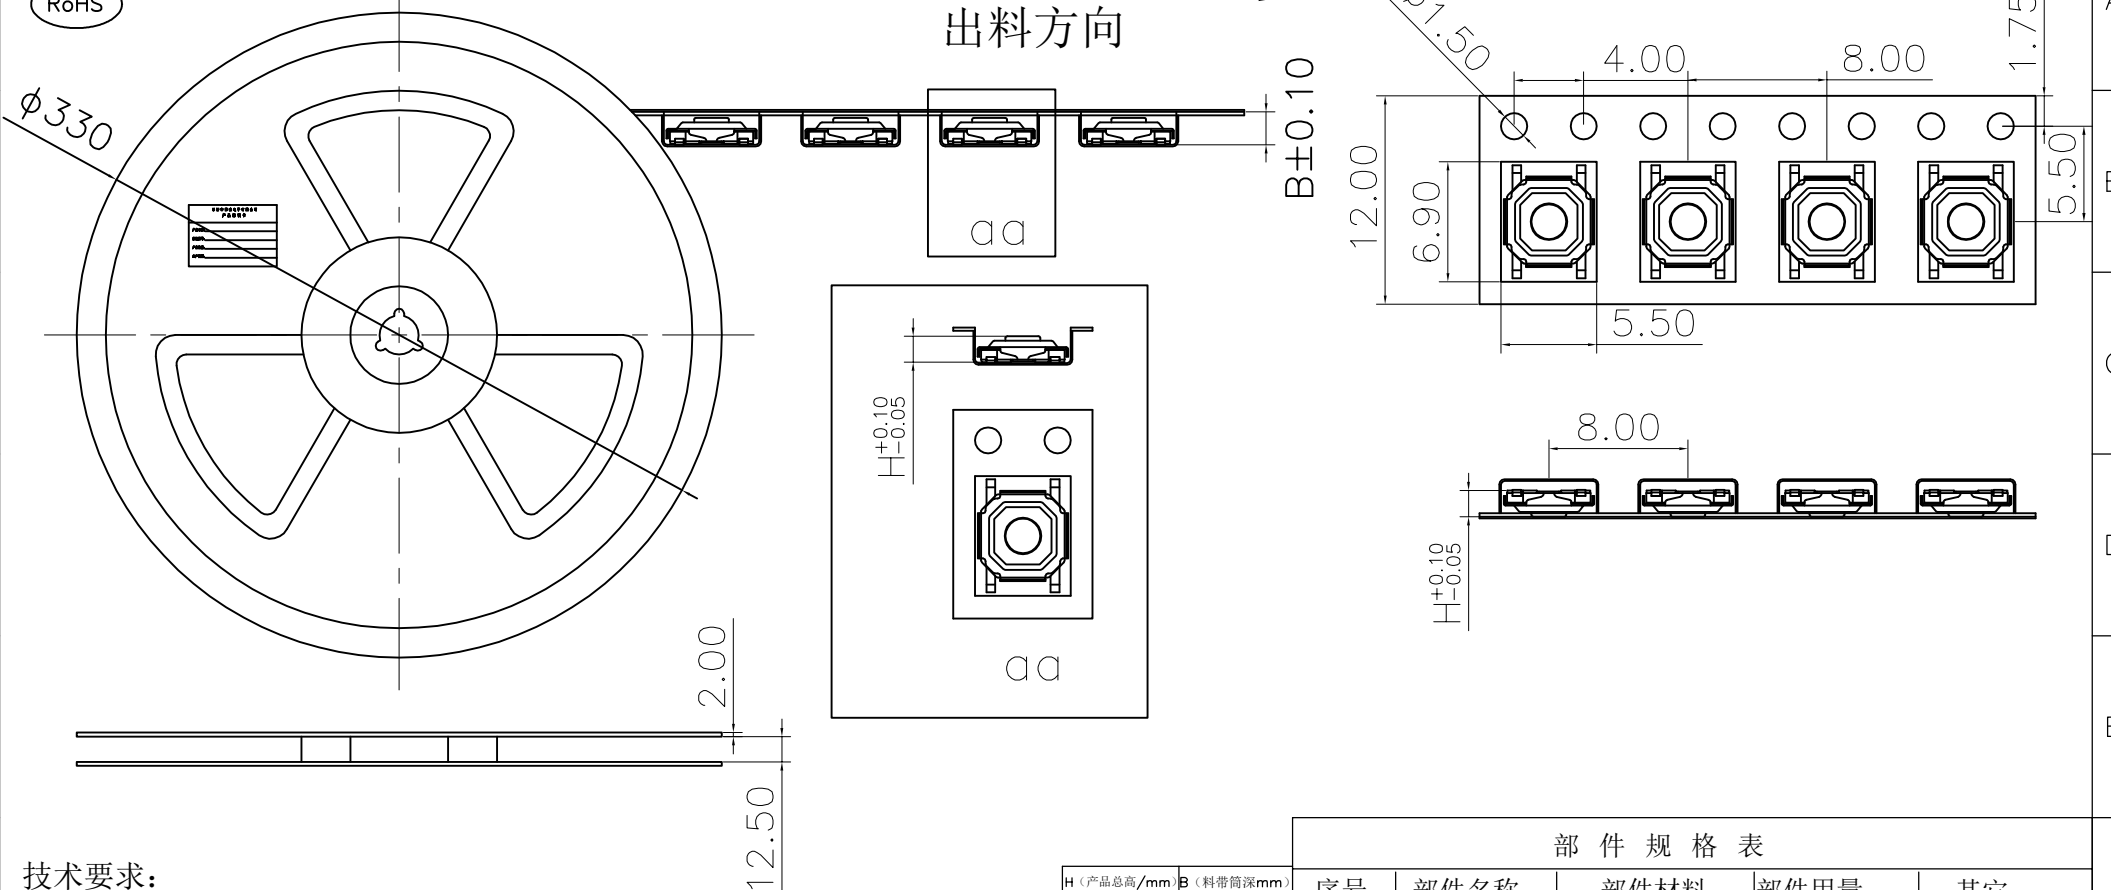 RoHS
出料方向
φ330
B±0.10
aa
H+0.10
-0.05
aa
2.00
12.50
1.50
4.00
8.00
1.75
12.00
6.90
5.50
5.50
8.00
H+0.10
-0.05
B
D
E
技术要求：
部件规格表
H（产品总高/mm） B（料带筒深mm）
序号 部件名称 部件材料 部件用量 其它